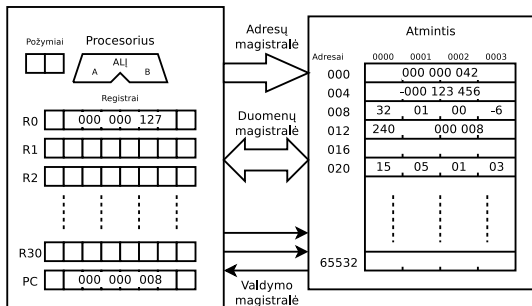 Požymiai
Procesorius
ALĮ
A B
Registrai
R0 000 000 127
R1
R2
R30
PC 000 000 008
Adresų
magistralė
Duomenų
magistralė
Valdymo
magistralė
Atmintis
Adresai 0000 0001 0002 0003
000 000 000 042
004 -000 123 456
008 32 01 00 -6
012 240 000 008
016
020 15 05 01 03
65532